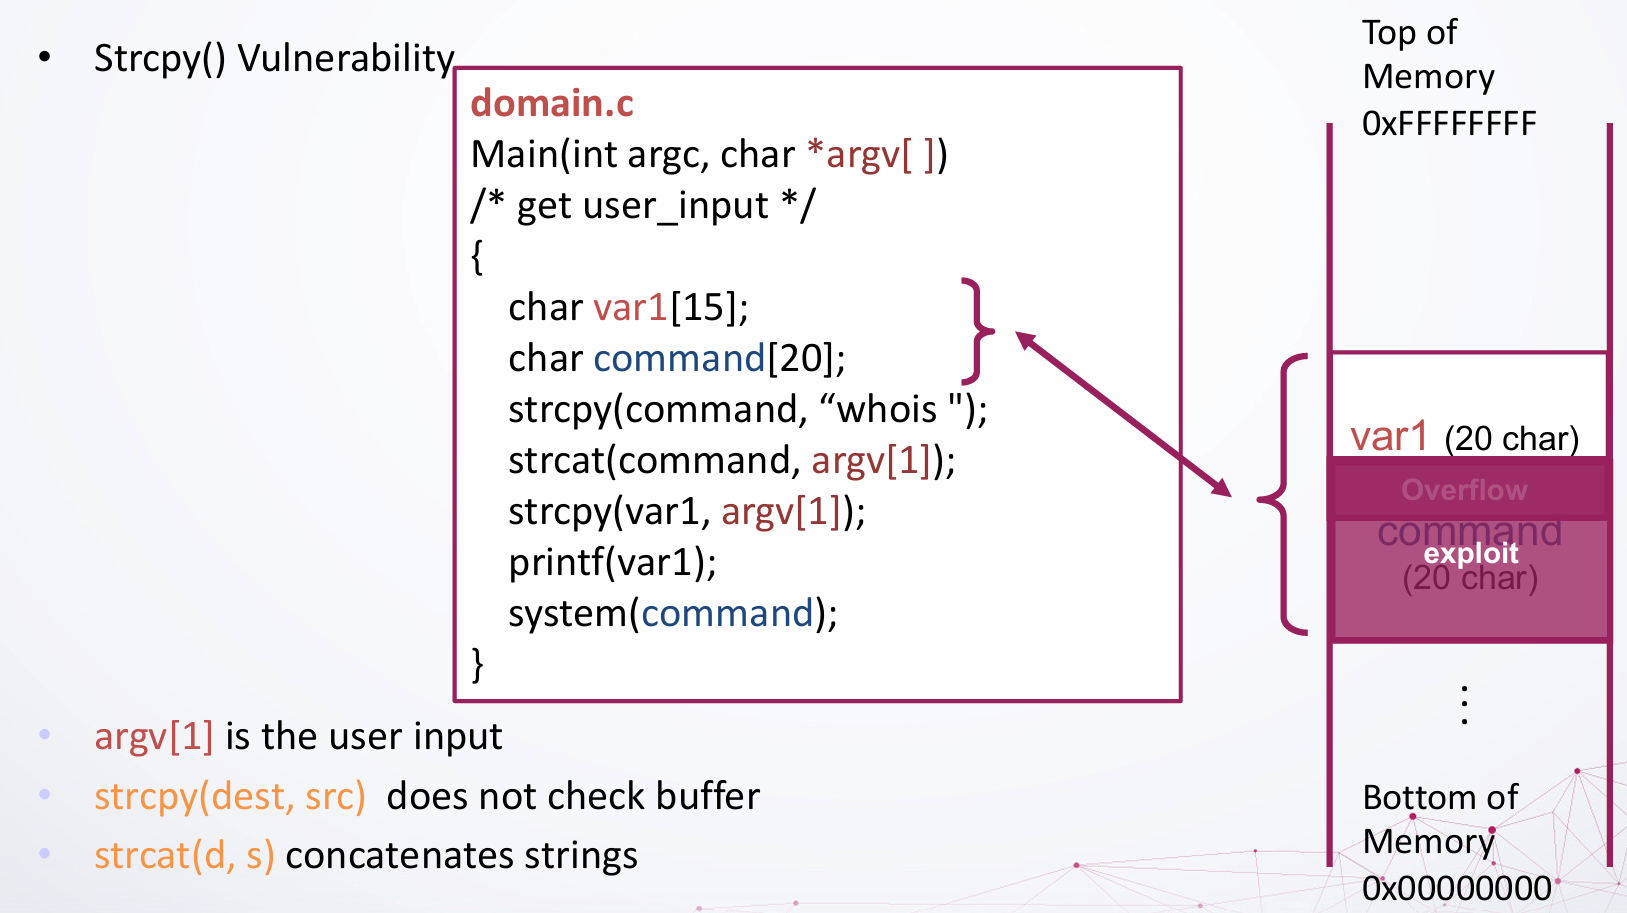 • Strcpy() Vulnerability
domain.c
Main(int argc, char *argv[ ])
/* get user_input */
{
char var1[15];
char command[20];
strcpy(command, “whois ");
strcat(command, argv[1]);
strcpy(var1, argv[1]);
printf(var1);
system(command);
}
• argv[1] is the user input
• strcpy(dest, src) does not check buffer
• strcat(d, s) concatenates strings
Top of
Memory
0xFFFFFFFF
var1 (20 char)
Overflow
command
exploit
(20 char)
⋮
Bottom of
Memory
0x00000000